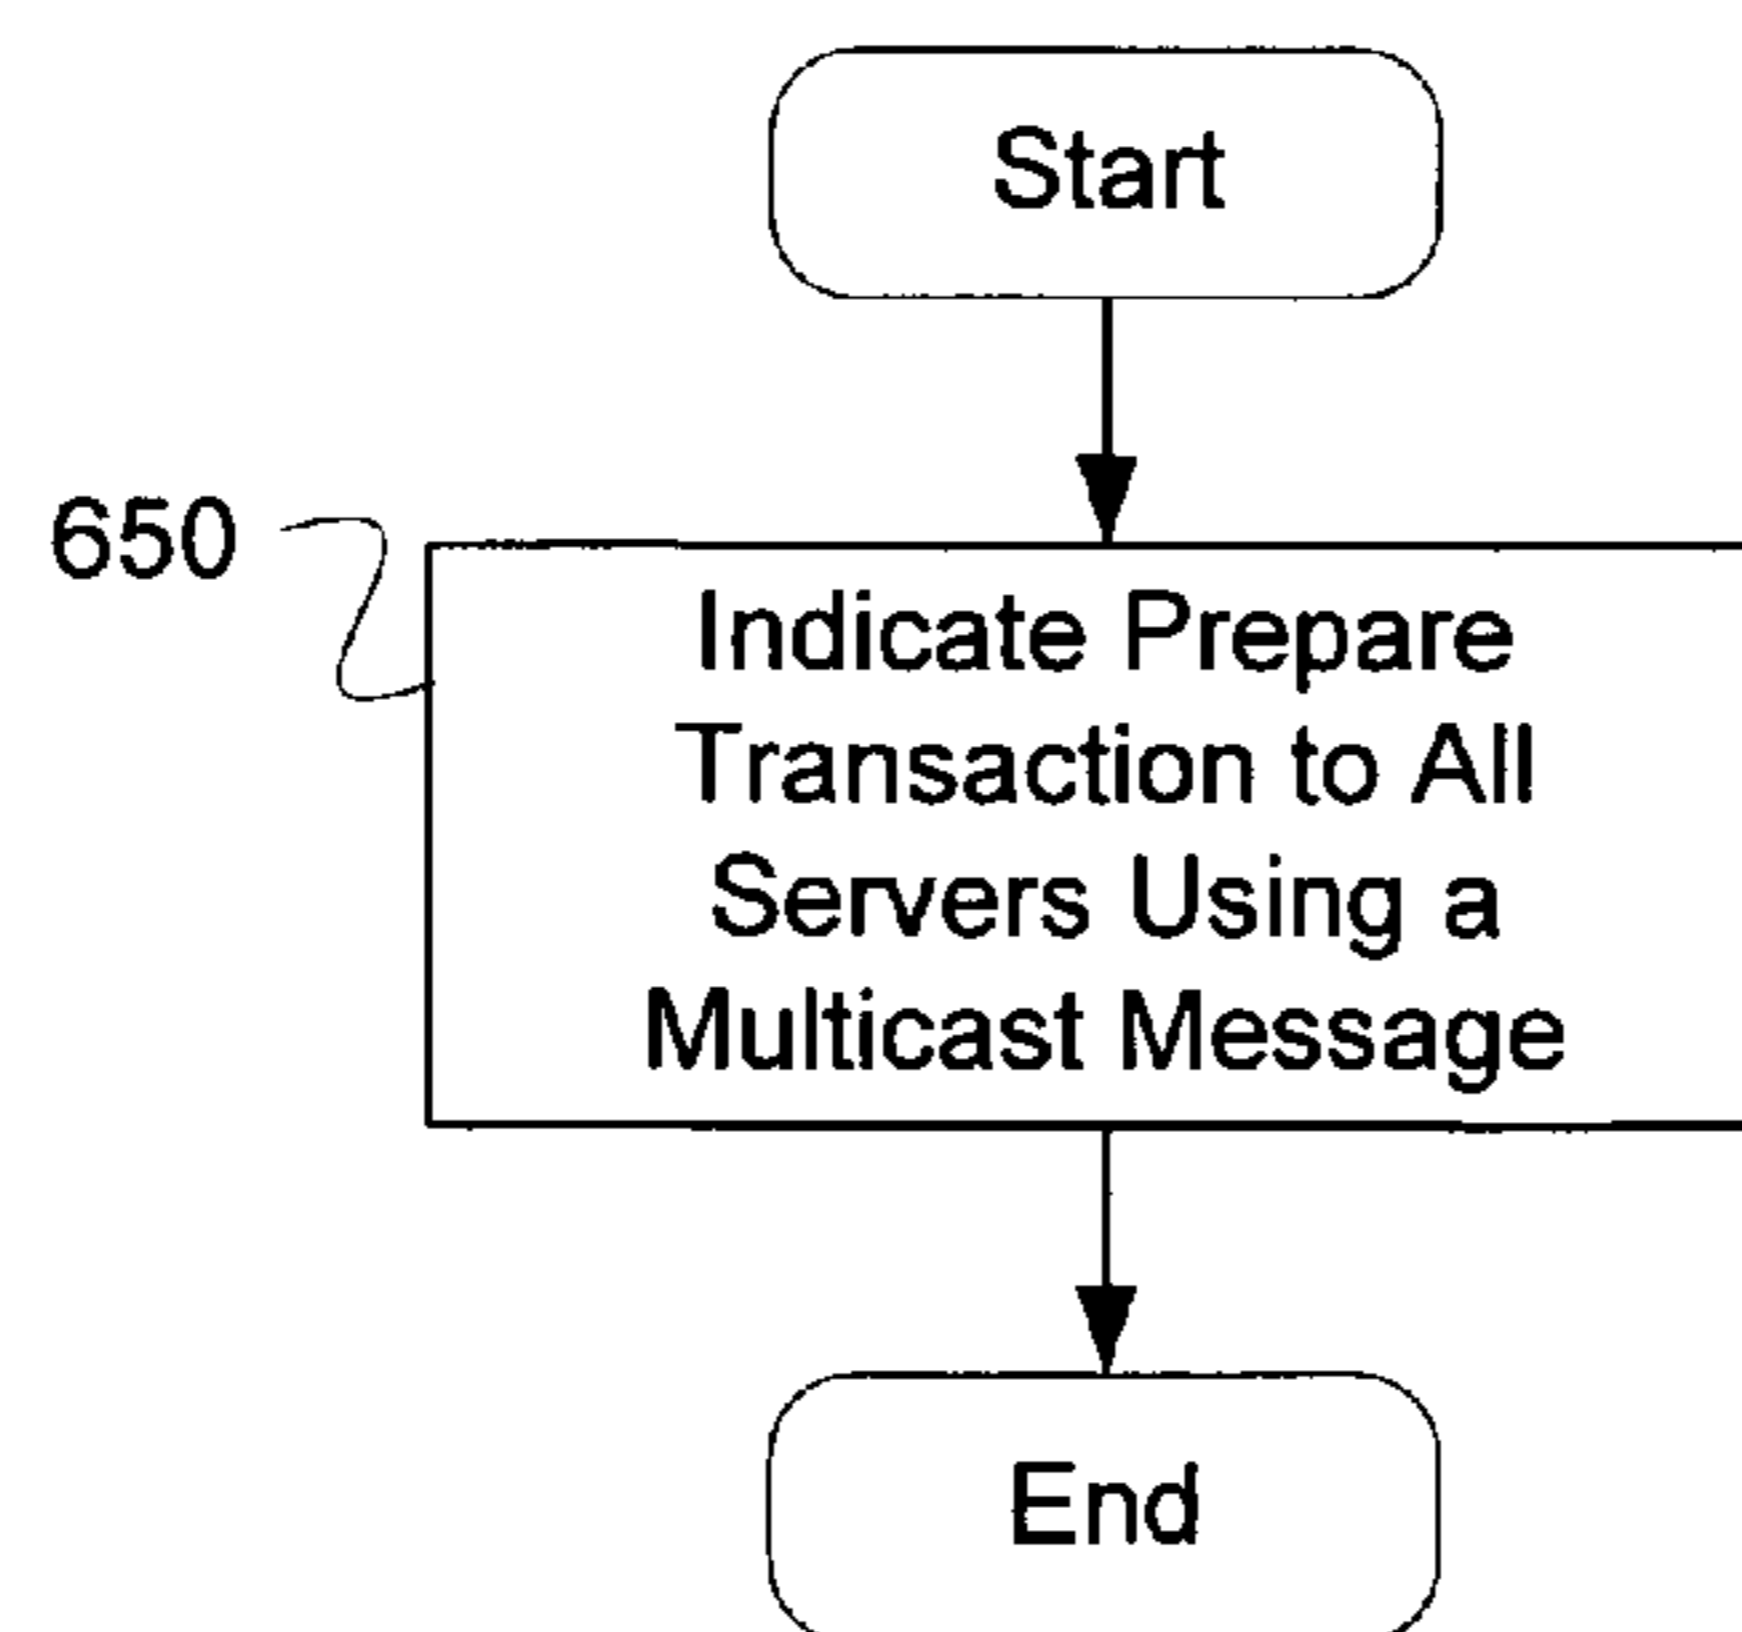 Start
650
Indicate Prepare
Transaction to All
Servers Using a
Multicast Message
End